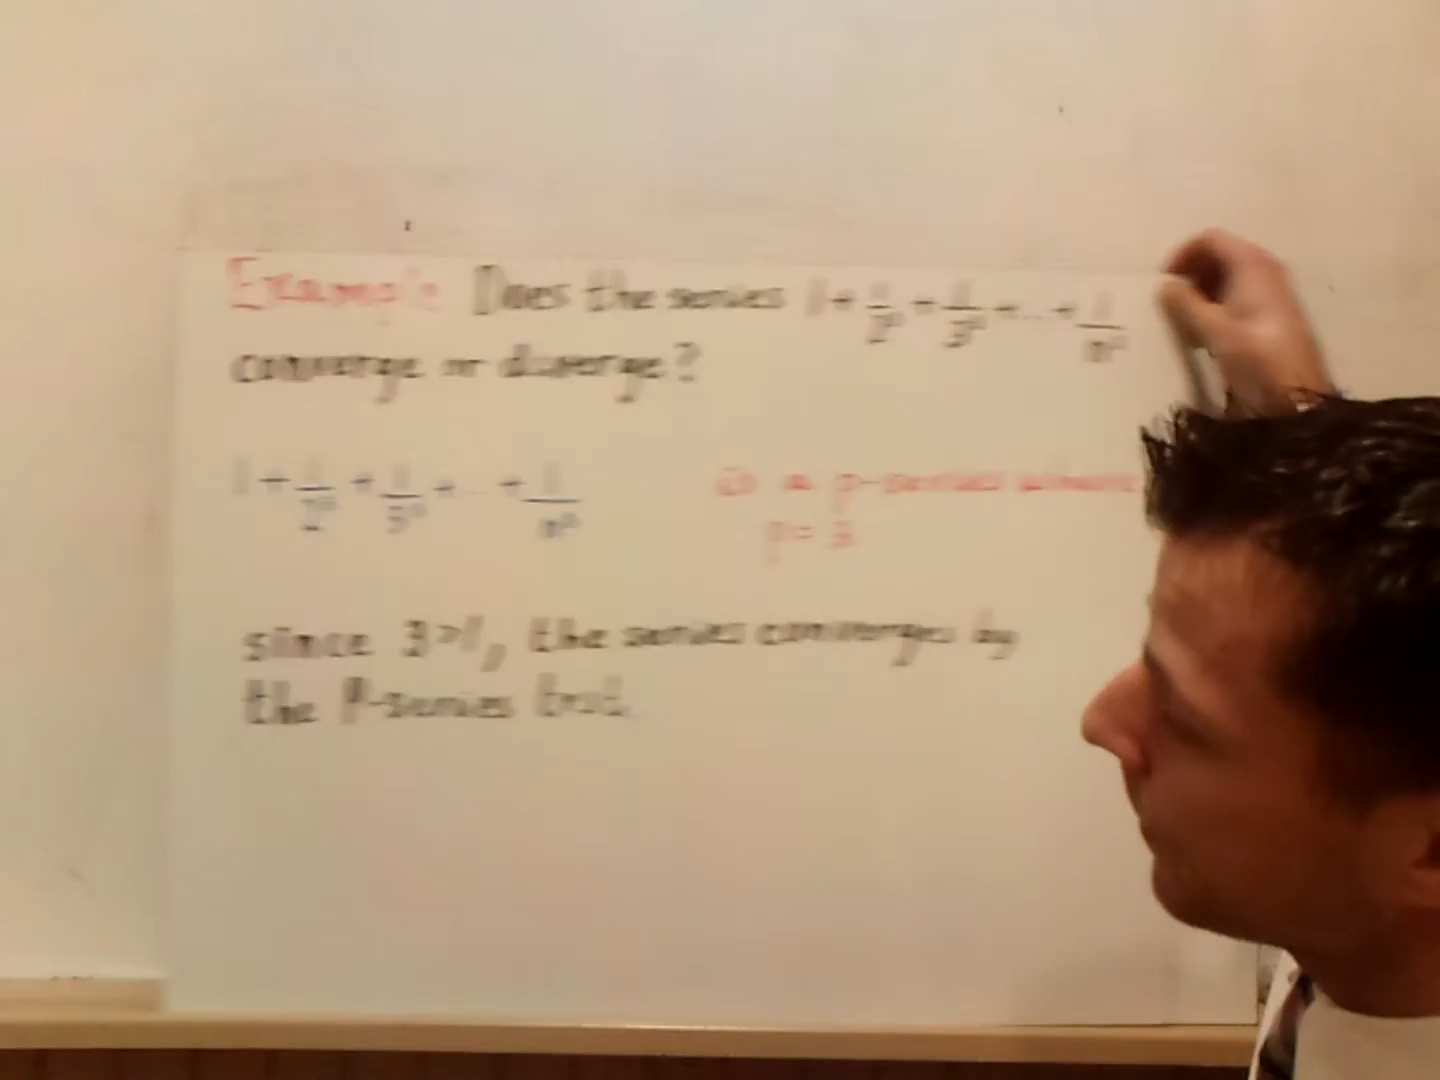 Example Does the series 1 + 1/2³ + 1/3³ + ... + 1/n³
converge or diverge?
1 + 1/2³ + 1/3³ + ... + 1/n³ is a p-series where
p = 3
since 3>1, the series converges by
the P-series test.